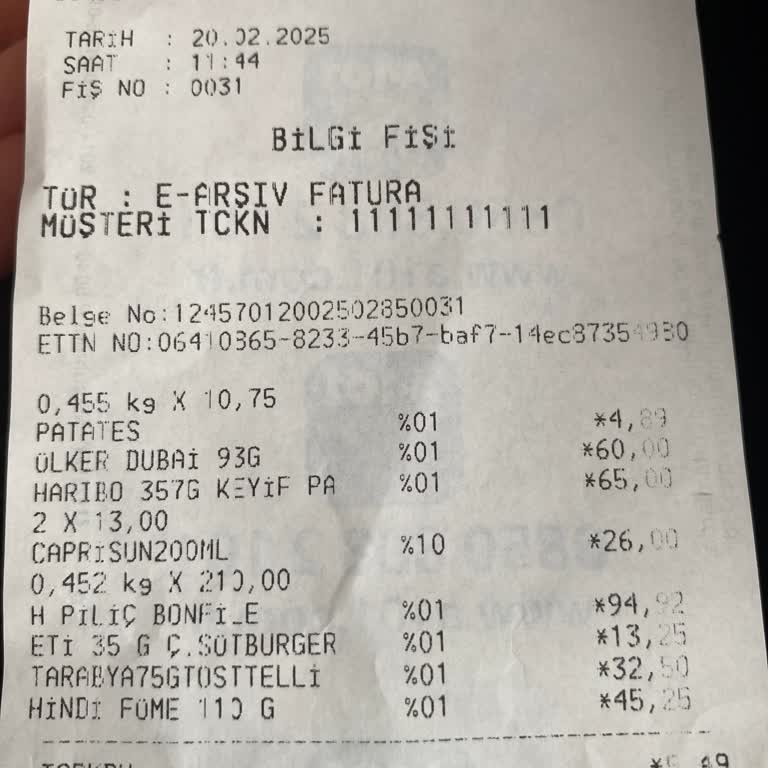 TARİH : 20.02.2025
SAAT : 11:44
FİŞ NO : 0031
BİLGİ FİŞİ
TÜR : E-ARŞİV FATURA
MÜŞTERİ TCKN : 11111111111
Belge No:12457012002502850031
ETTN NO:06410365-8233-45b7-baf7-14ec87354930
0,455 kg X 10,75
PATATES %01 *4,89
ÜLKER DUBAİ 93G %01 *60,00
HARIBO 357G KEYİF PA %01 *65,00
2 X 13,00
CAPRİSUN200ML %10 *26,00
0,452 kg X 210,00
H PİLİÇ BONFİLE %01 *94,92
ETİ 35 G Ç.SÜTBURGER %01 *13,25
TARABYA75GTOSTTELLİ %01 *32,50
HİNDİ FÜME 110 G %01 *45,25